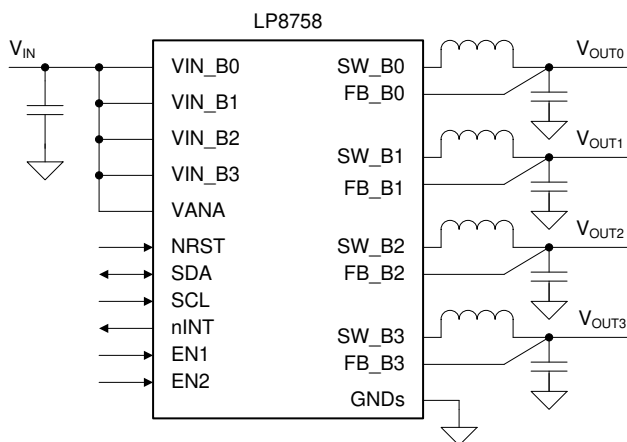 LP8758
VIN
VIN_B0
VIN_B1
VIN_B2
VIN_B3
VANA
NRST
SDA
SCL
nINT
EN1
EN2
SW_B0
FB_B0
SW_B1
FB_B1
SW_B2
FB_B2
SW_B3
FB_B3
GNDs
VOUT0
VOUT1
VOUT2
VOUT3